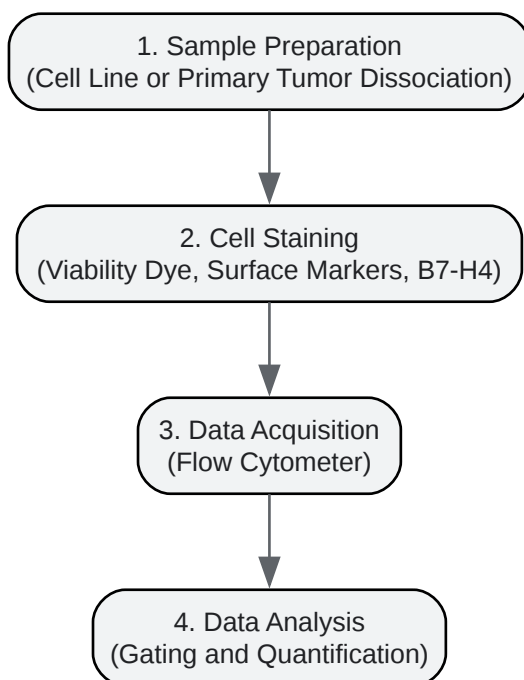 1. Sample Preparation
(Cell Line or Primary Tumor Dissociation)
2. Cell Staining
(Viability Dye, Surface Markers, B7-H4)
3. Data Acquisition
(Flow Cytometer)
4. Data Analysis
(Gating and Quantification)